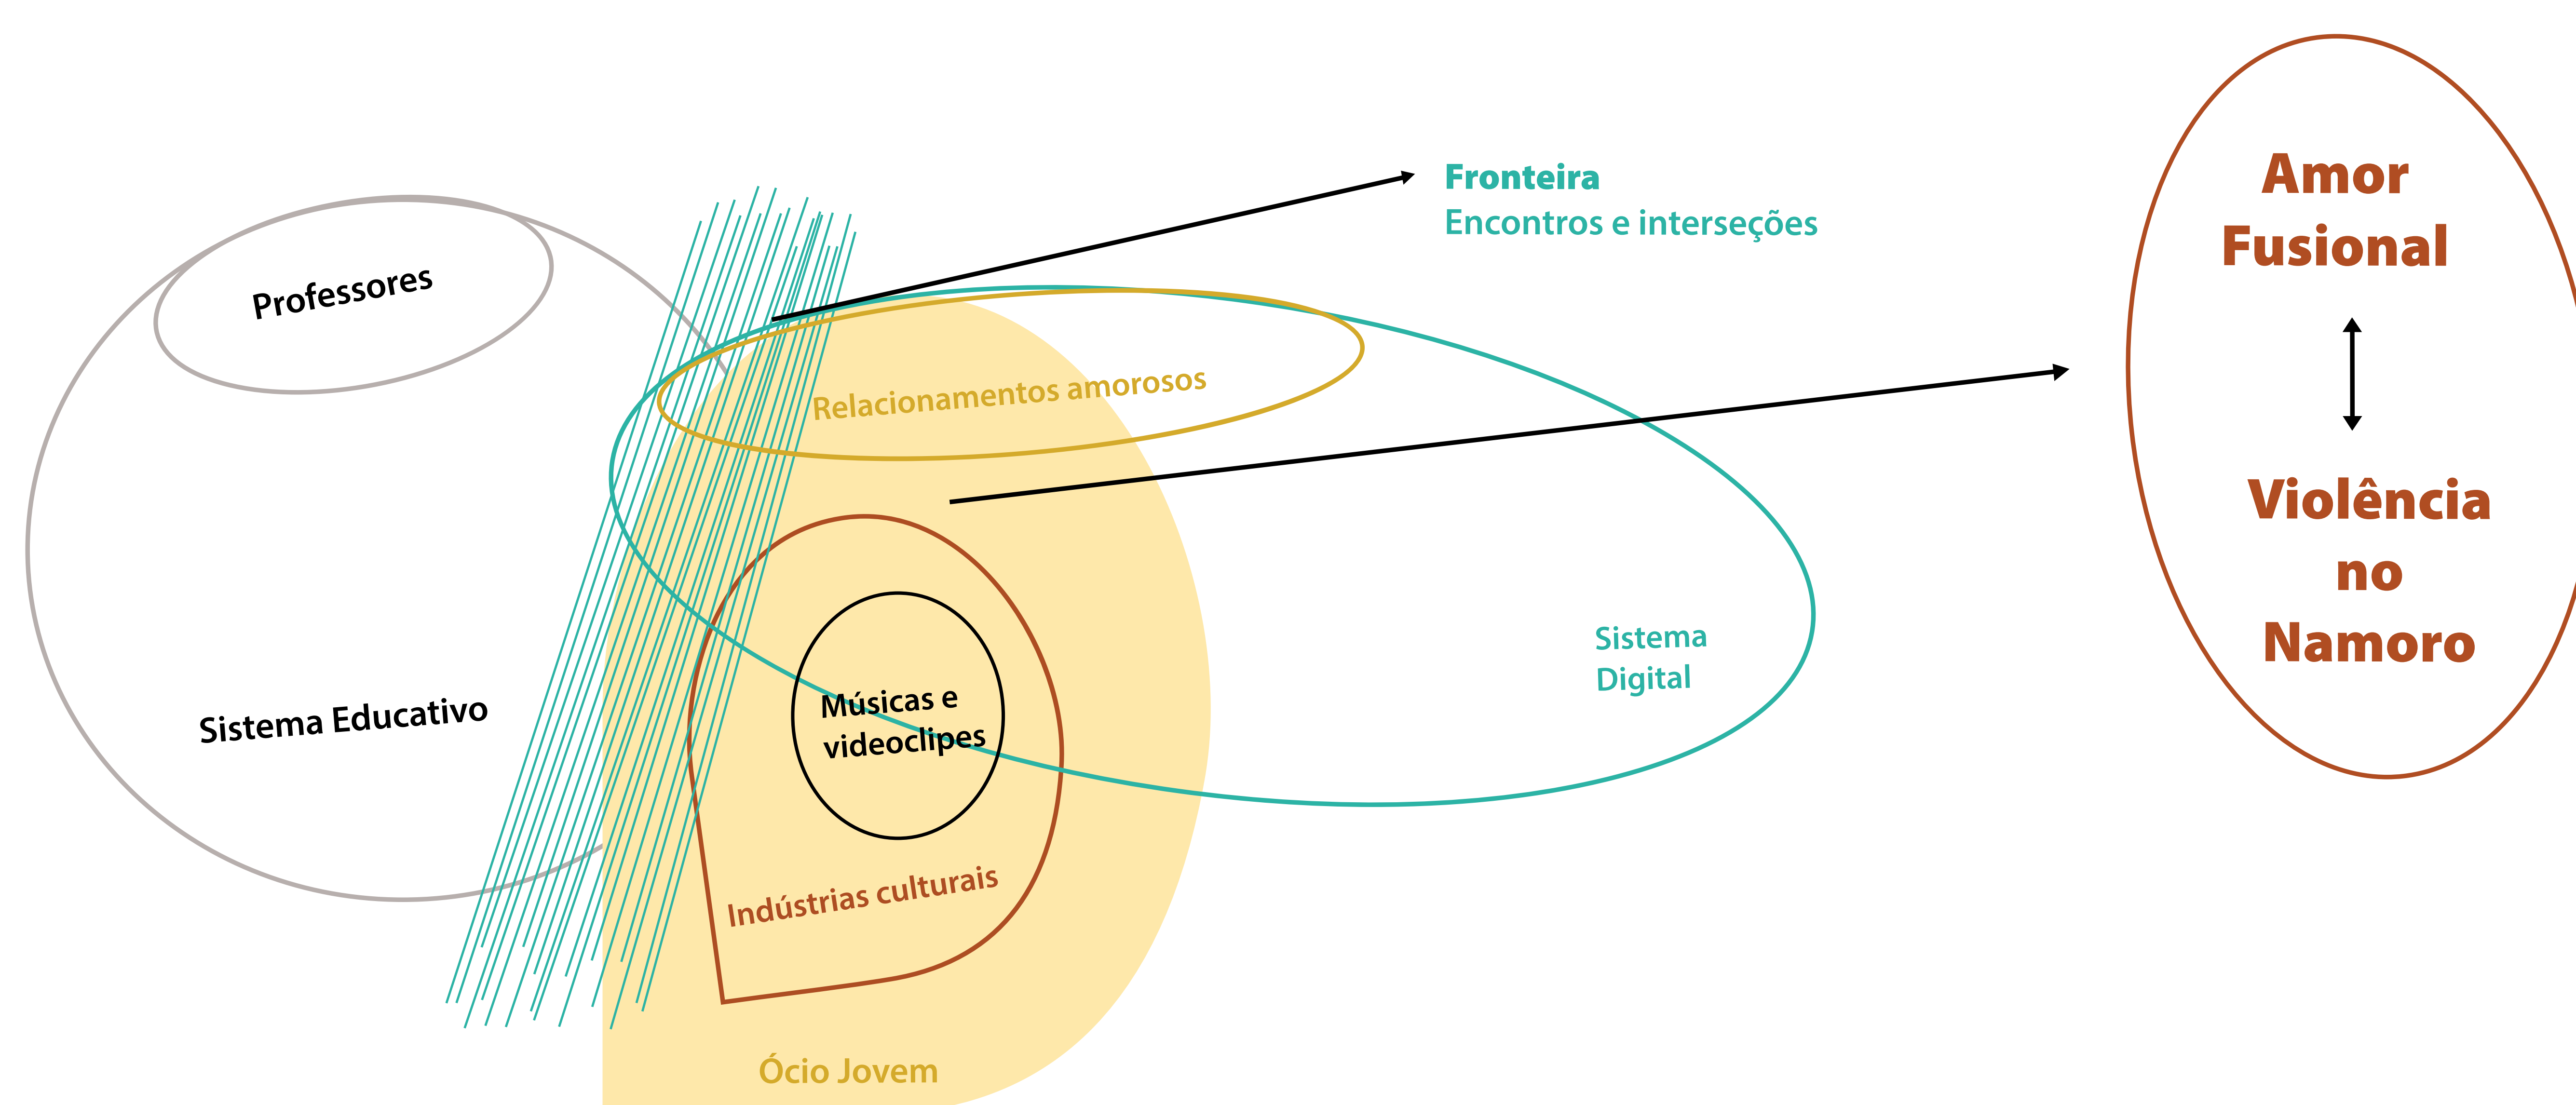 Professores
Sistema Educativo
Fronteira
Encontros e interseções
Relacionamentos amorosos
Músicas e
videoclipes
Indústrias culturais
Ócio Jovem
Sistema
Digital
Amor
Fusional
Violência
no
Namoro